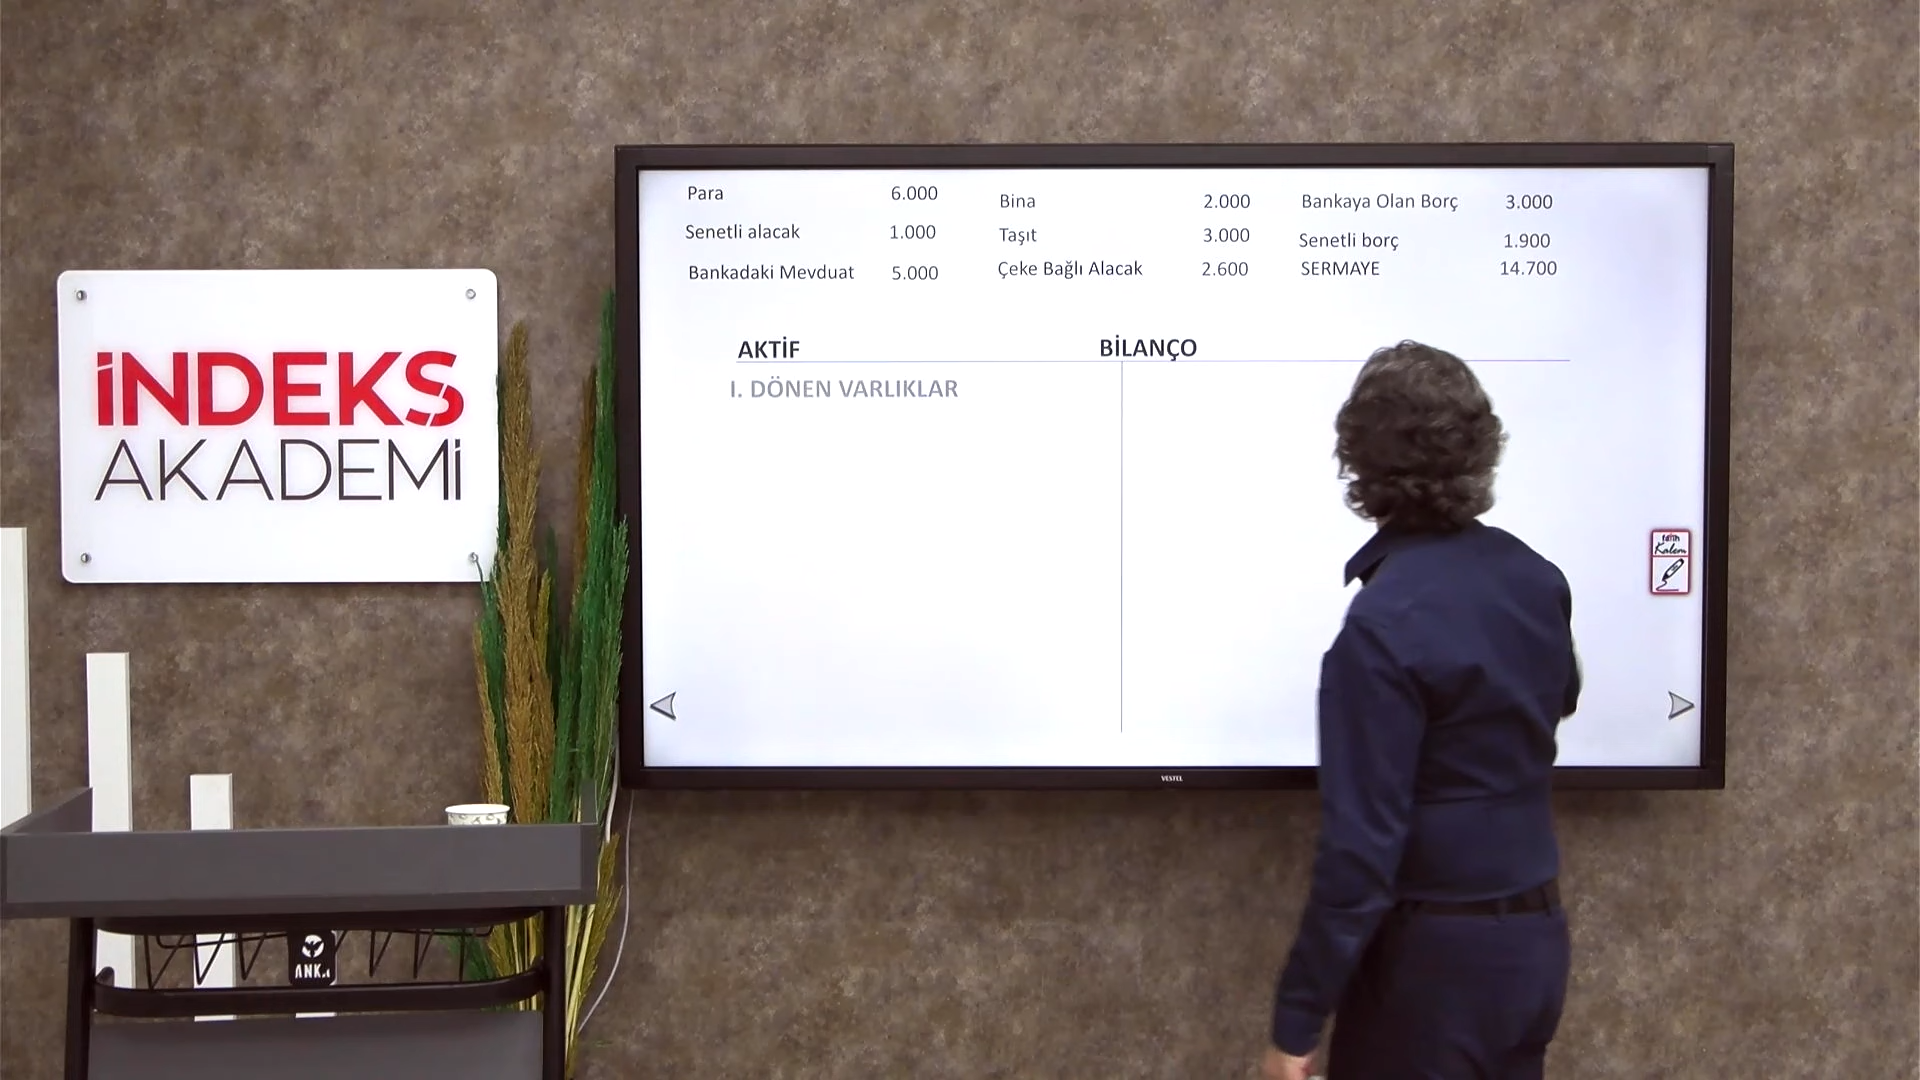 İNDEKS
AKADEMİ
Para 6.000
Senetli alacak 1.000
Bankadaki Mevduat 5.000
Bina 2.000
Taşıt 3.000
Çeke Bağlı Alacak 2.600
Bankaya Olan Borç 3.000
Senetli borç 1.900
SERMAYE 14.700
AKTİF BİLANÇO
I. DÖNEN VARLIKLAR
fatih
Kalem
VESTEL